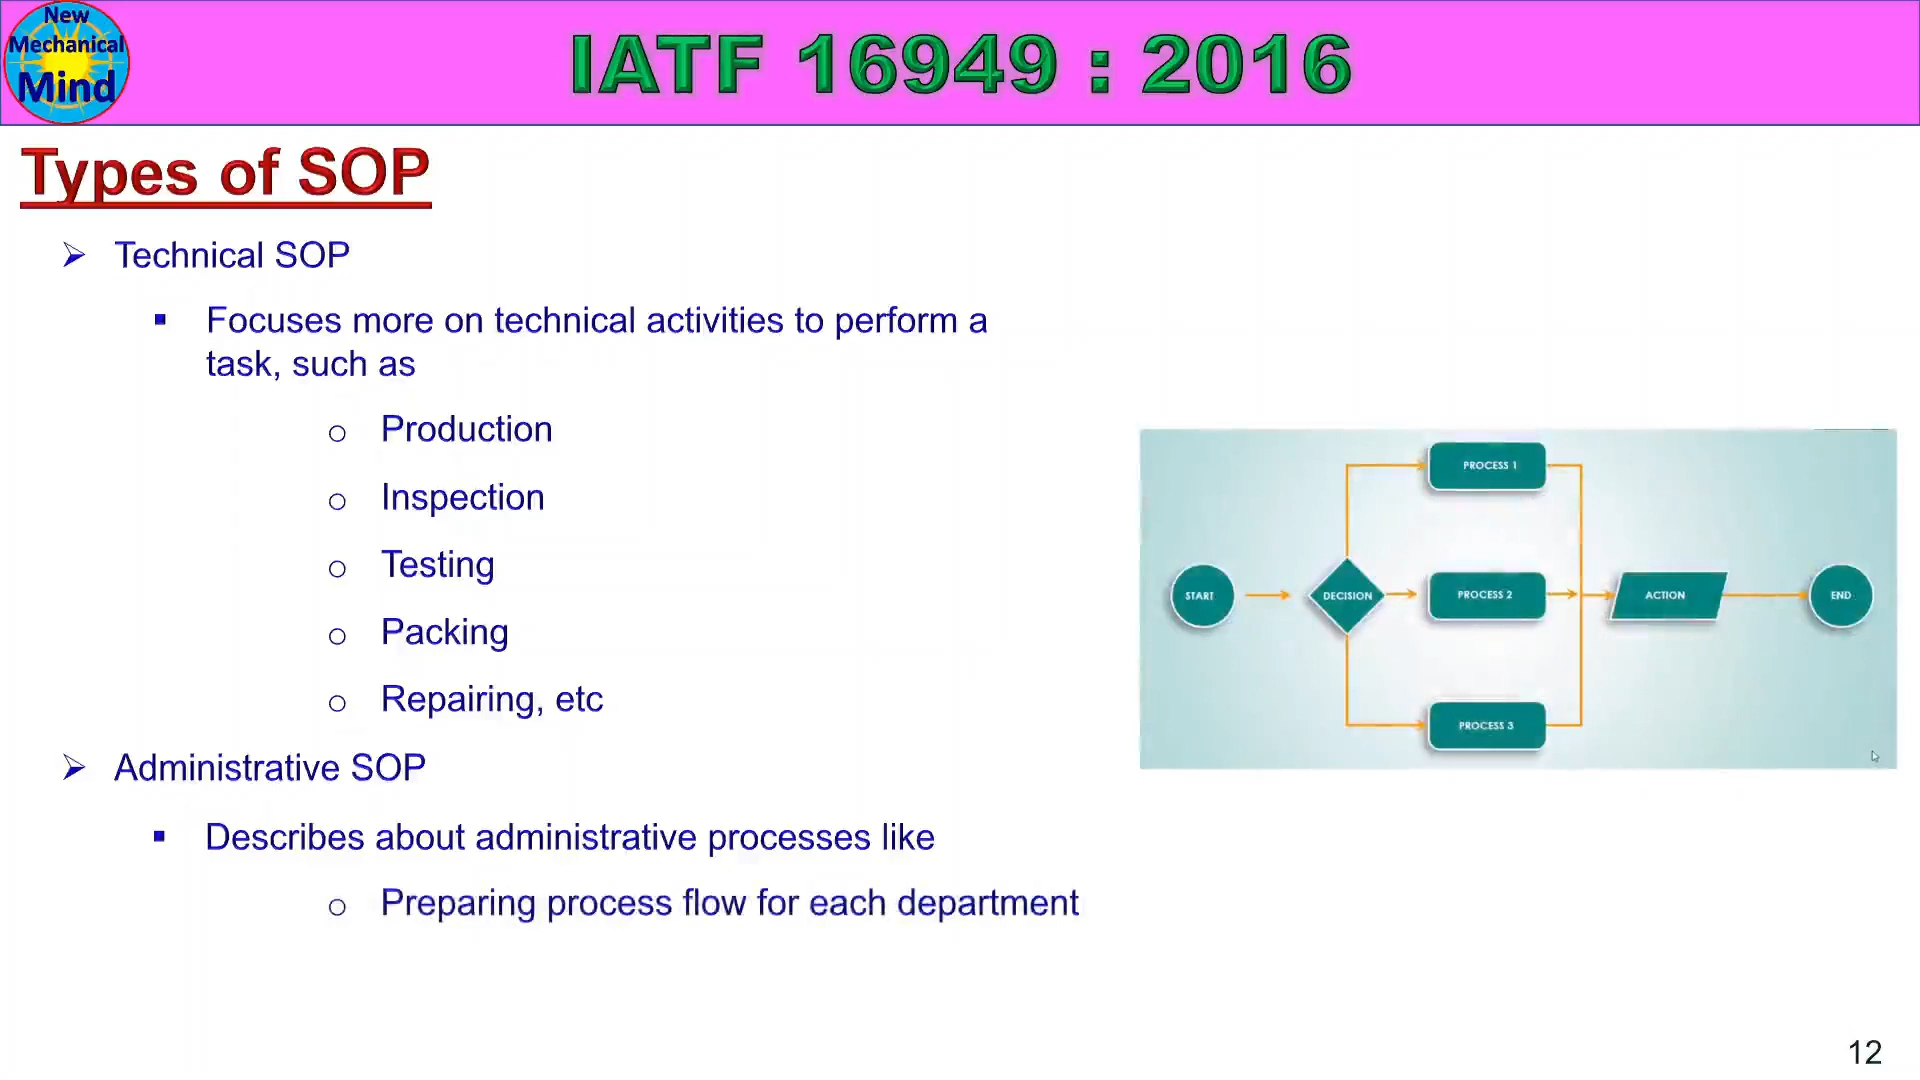 New
Mechanical
Mind
IATF 16949 : 2016
Types of SOP
Technical SOP
Focuses more on technical activities to perform a
task, such as
Production
Inspection
Testing
Packing
Repairing, etc
Administrative SOP
Describes about administrative processes like
Preparing process flow for each department
PROCESS 1
START
DECISION
PROCESS 2
ACTION
END
PROCESS 3
12